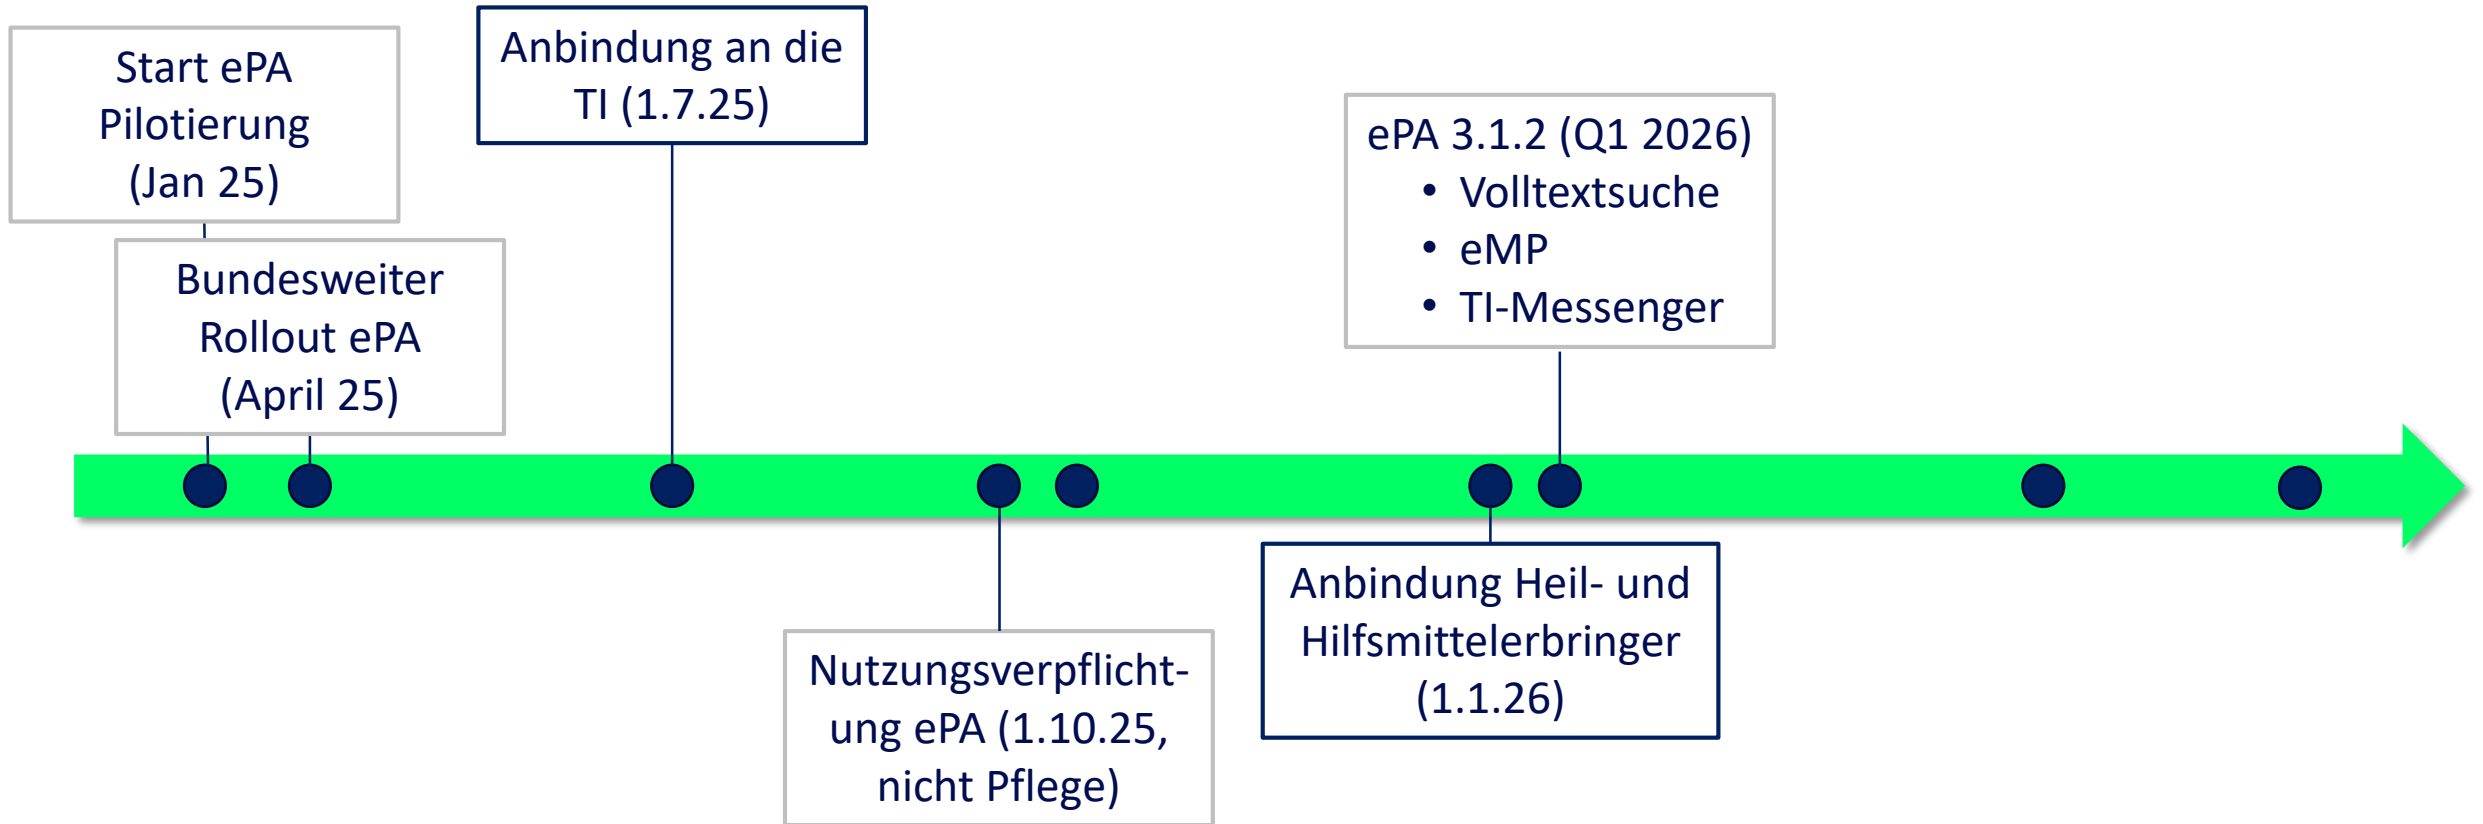 Start ePA
Pilotierung
(Jan 25)
Bundesweiter
Rollout ePA
(April 25)
Anbindung an die
TI (1.7.25)
Nutzungsverpflicht-
ung ePA (1.10.25,
nicht Pflege)
ePA 3.1.2 (Q1 2026)
• Volltextsuche
• eMP
• TI-Messenger
Anbindung Heil- und
Hilfsmittelerbringer
(1.1.26)